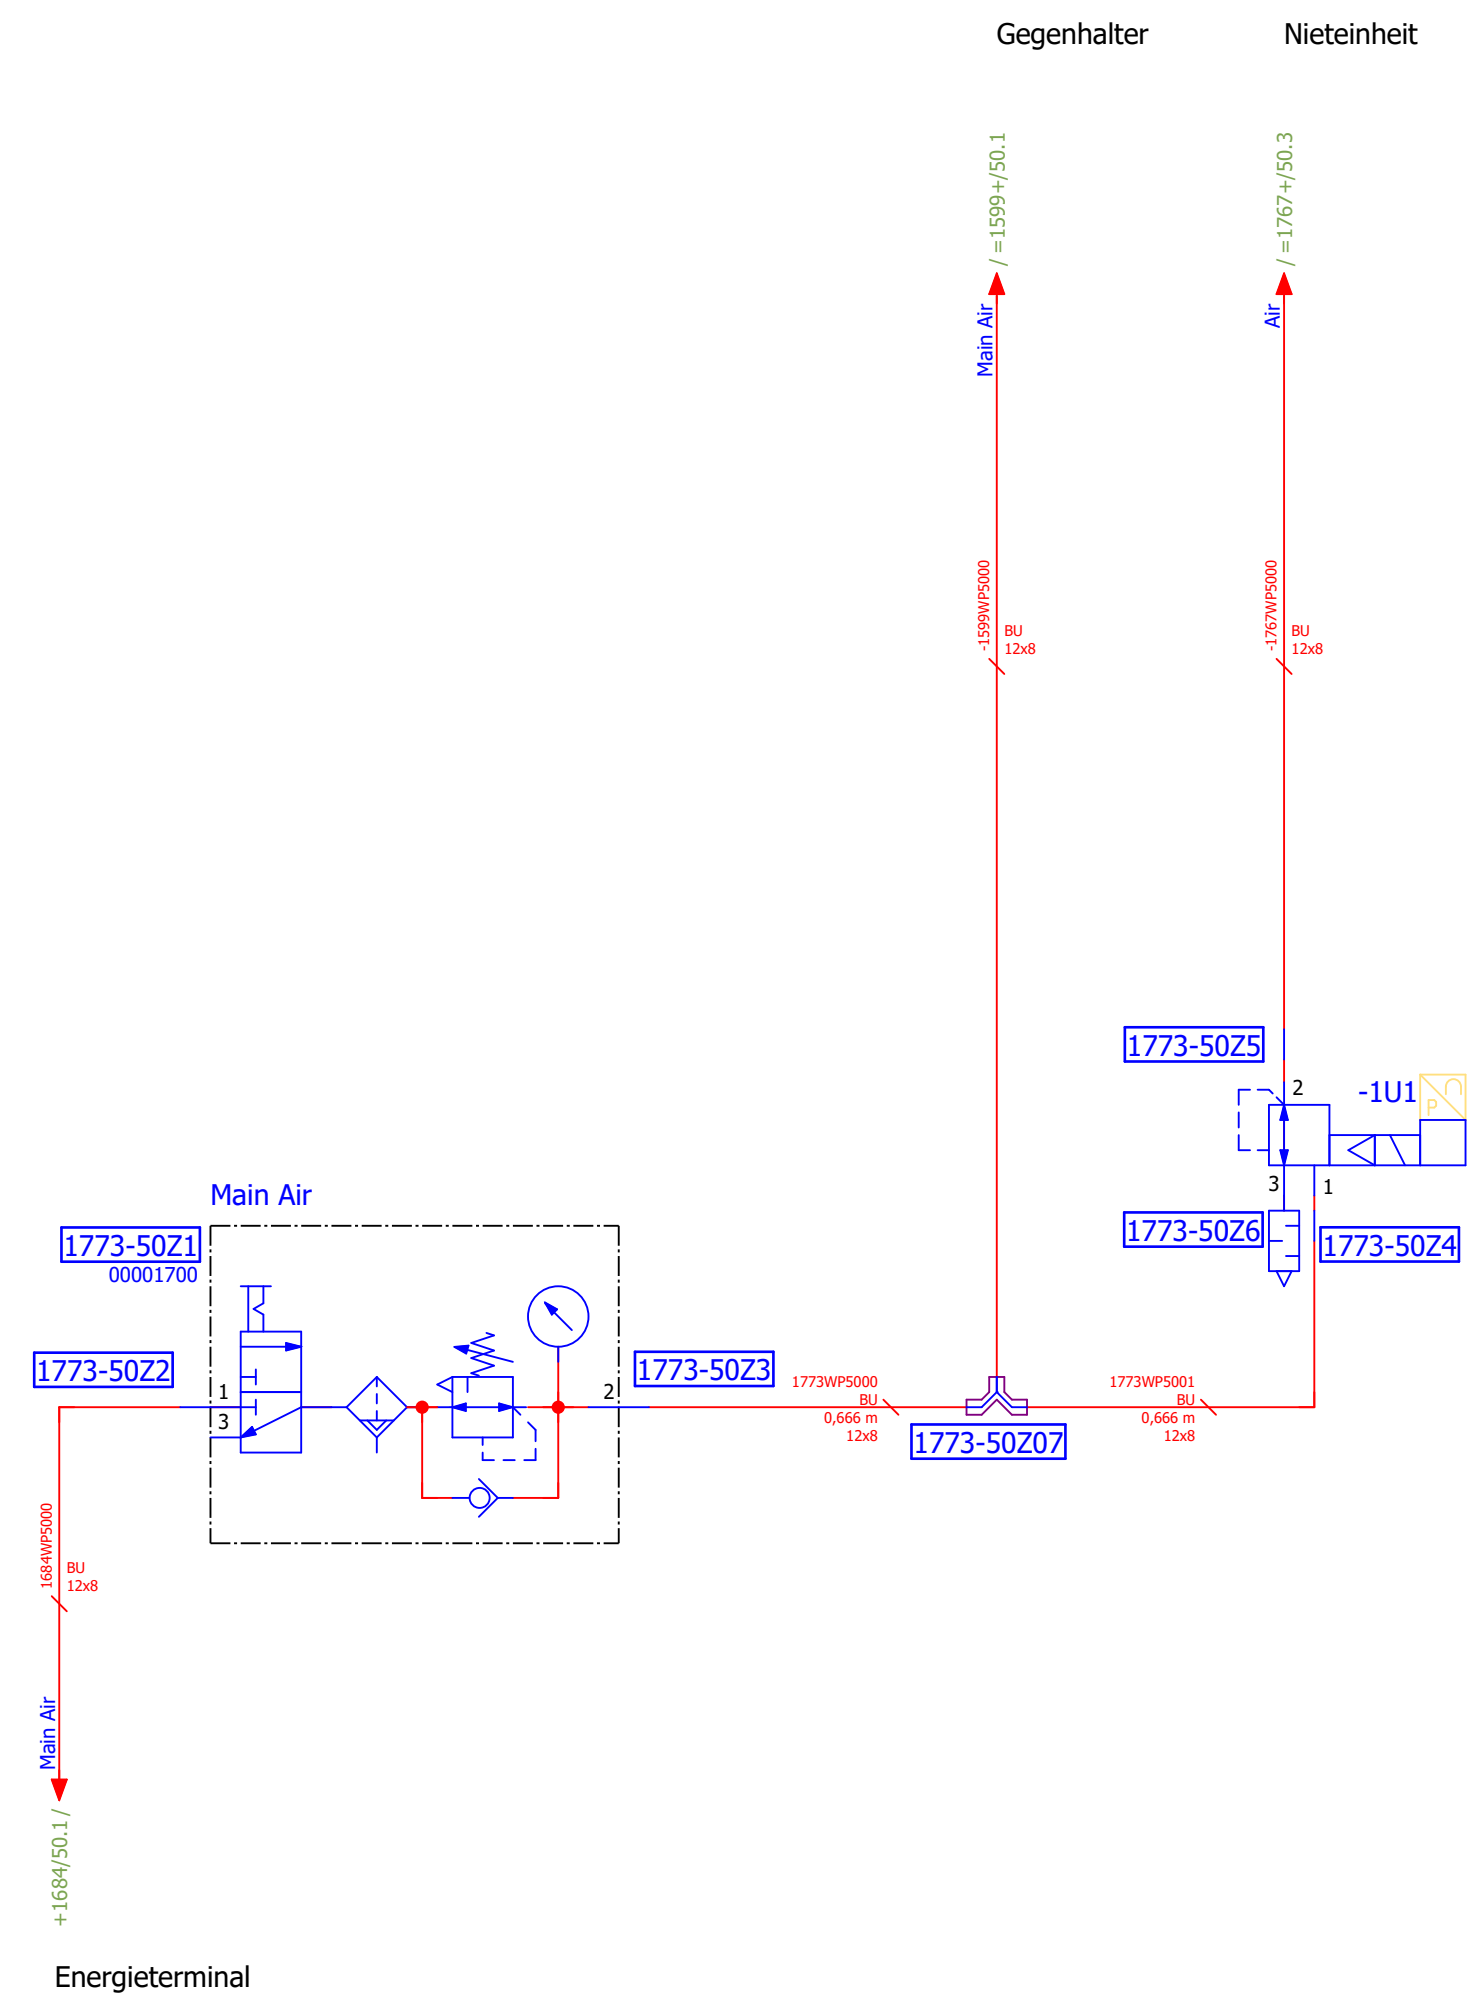 Gegenhalter
Nieteinheit
/ =1599+/50.1
/ =1767+/50.3
Main Air
Air
-1599WP5000
BU
12x8
-1767WP5000
BU
12x8
1773-50Z5
2
-1U1
P
3
1
1773-50Z6
1773-50Z4
Main Air
1773-50Z1
00001700
1773-50Z2
1
3
2
1773-50Z3
1773WP5000
BU
0,666 m
12x8
1773-50Z07
1773WP5001
BU
0,666 m
12x8
1684WP5000
BU
12x8
Main Air
+1684/50.1 /
Energieterminal